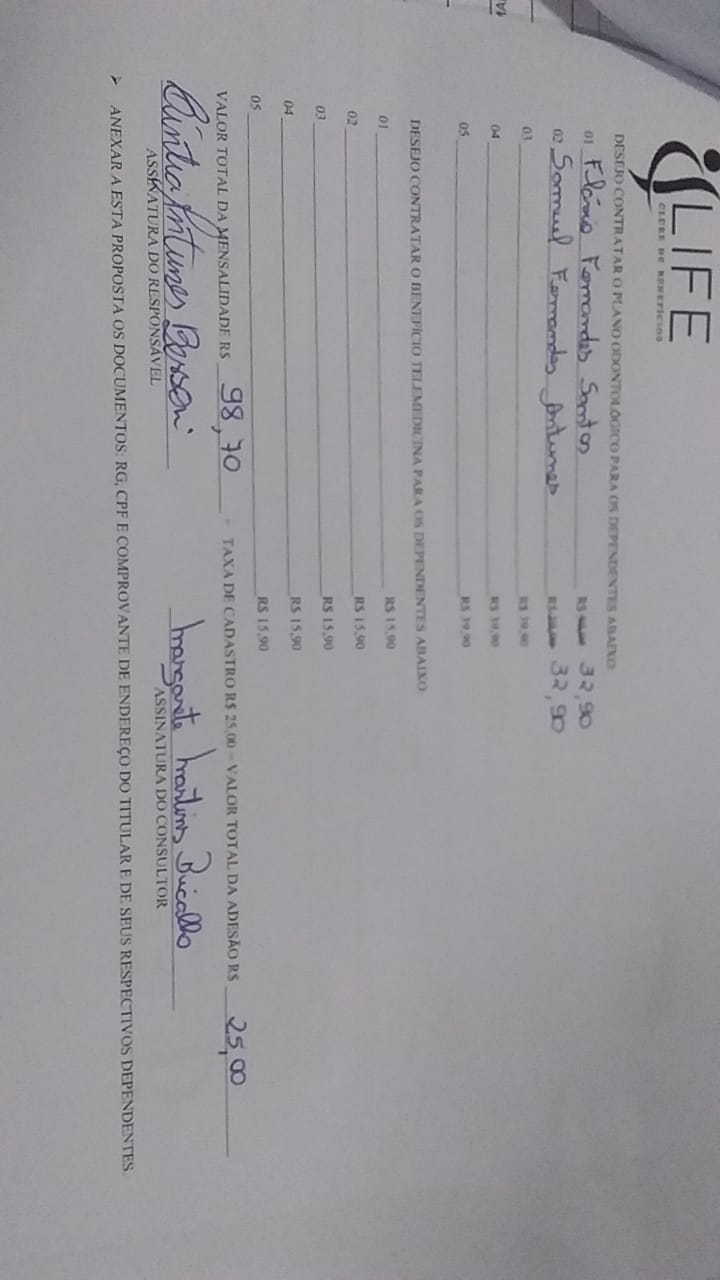 LIFE
CLUBE DE BENEFÍCIOS
DESEJO CONTRATAR O PLANO ODONTOLÓGICO PARA OS DEPENDENTES ABAIXO:
01 Flávio Fernandes Santos R$ 32,90
02 Samuel Fernandes Antunes R$ 32,90
03 R$ 39,90
04 R$ 39,90
05 R$ 39,90
DESEJO CONTRATAR O BENEFÍCIO TELEMEDICINA PARA OS DEPENDENTES ABAIXO:
01 R$ 15,90
02 R$ 15,90
03 R$ 15,90
04 R$ 15,90
05 R$ 15,90
VALOR TOTAL DA MENSALIDADE R$ 98,70 + TAXA DE CADASTRO R$ 25,00 = VALOR TOTAL DA ADESÃO R$ 25,00
Cíntia Antunes Margarete Martins Bicalho
ASSINATURA DO RESPONSÁVEL ASSINATURA DO CONSULTOR
➤ ANEXAR A ESTA PROPOSTA OS DOCUMENTOS: RG, CPF E COMPROVANTE DE ENDEREÇO DO TITULAR E DE SEUS RESPECTIVOS DEPENDENTES.